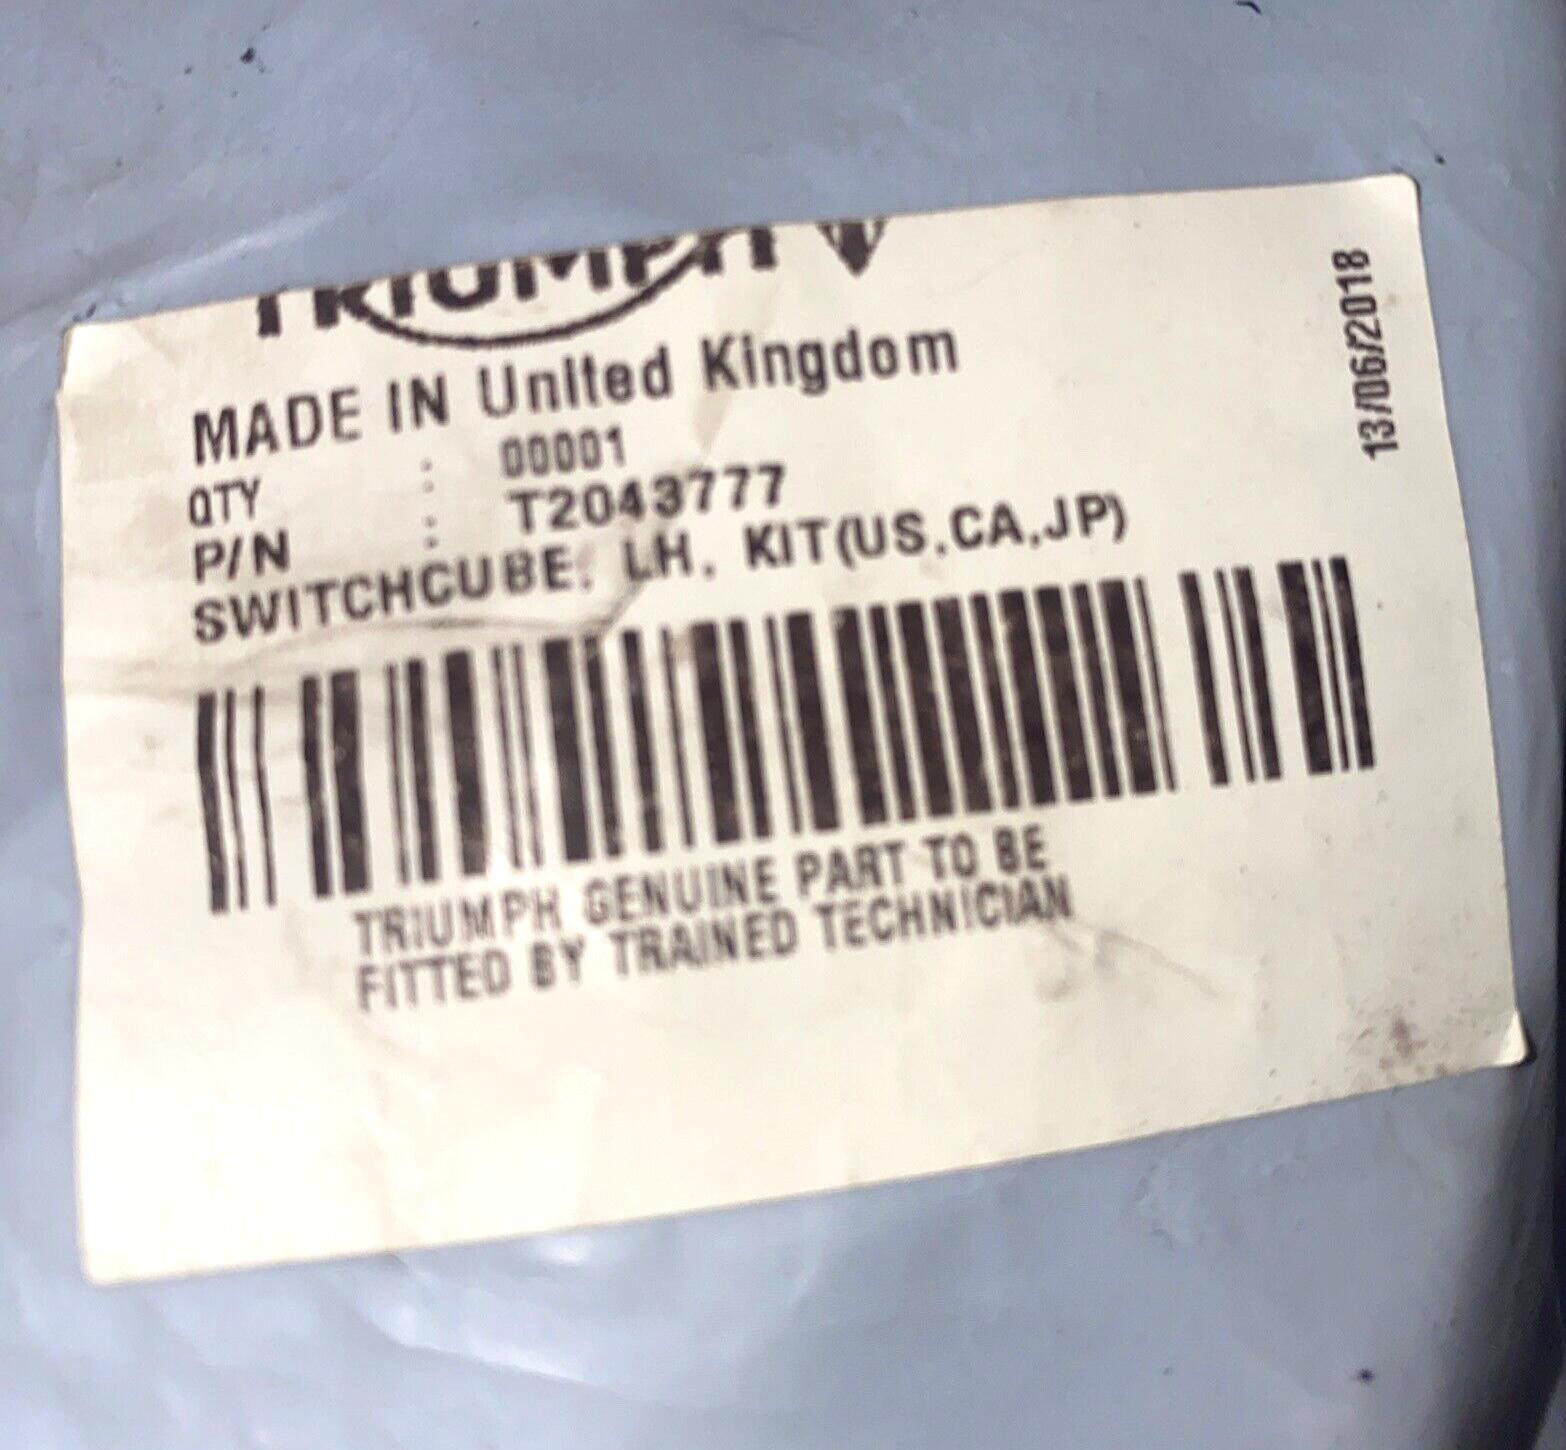 TRIUMPH
MADE IN United Kingdom
QTY : 00001
P/N : T2043777
SWITCHCUBE, LH, KIT(US,CA,JP)
TRIUMPH GENUINE PART TO BE
FITTED BY TRAINED TECHNICIAN
13/06/2018